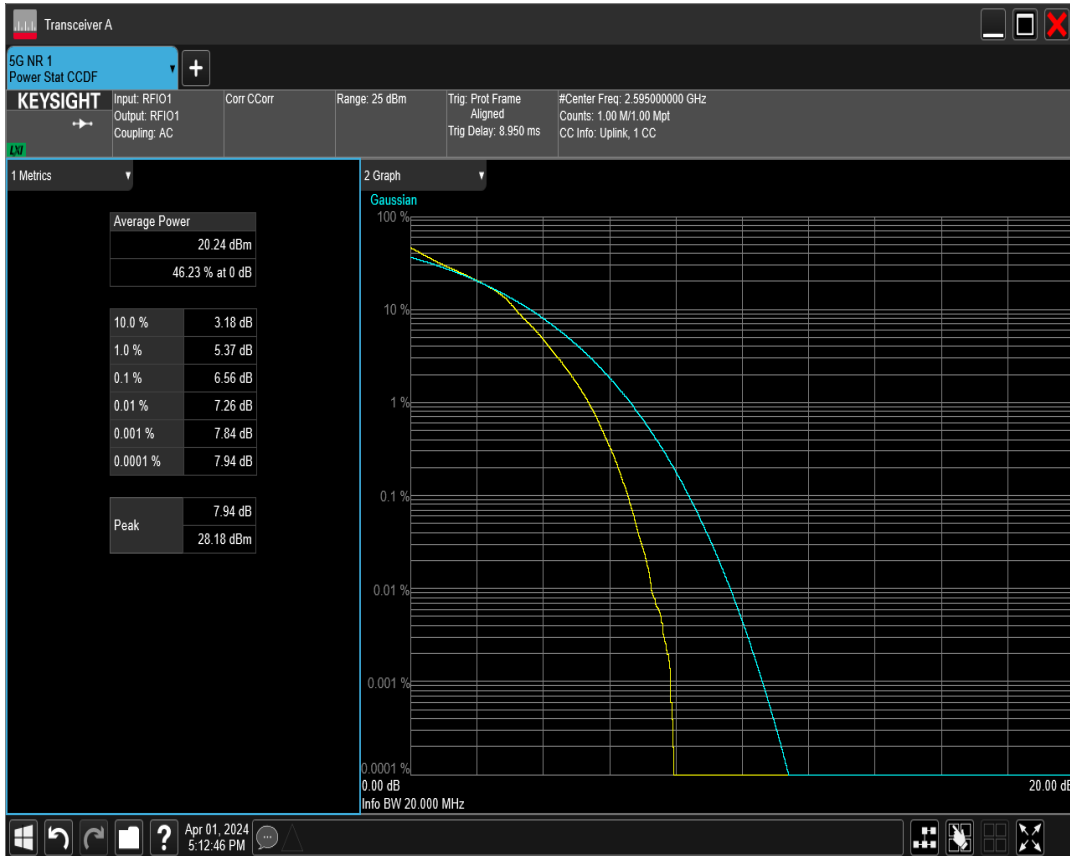 Transceiver A
5G NR 1
Power Stat CCDF
KEYSIGHT
LXI
Input: RFIO1
Output: RFIO1
Coupling: AC
Corr CCorr
Range: 25 dBm
Trig: Prot Frame
Aligned
Trig Delay: 8.950 ms
#Center Freq: 2.595000000 GHz
Counts: 1.00 M/1.00 Mpt
CC Info: Uplink, 1 CC
1 Metrics
Average Power
20.24 dBm
46.23 % at 0 dB
10.0 % 3.18 dB
1.0 % 5.37 dB
0.1 % 6.56 dB
0.01 % 7.26 dB
0.001 % 7.84 dB
0.0001 % 7.94 dB
Peak
7.94 dB
28.18 dBm
2 Graph
Gaussian
100 %
10 %
1 %
0.1 %
0.01 %
0.001 %
0.0001 %
0.00 dB 20.00 dB
Info BW 20.000 MHz
?
Apr 01, 2024
5:12:46 PM